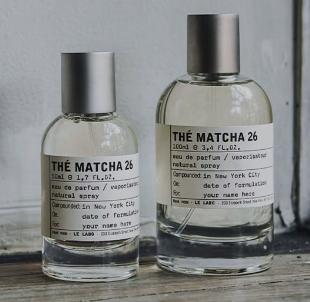 THÉ MATCHA 26
50ml @ 1,7 FL.OZ.
eau de parfum / vaporisateur
natural spray
Compounded in New York City
On: date of formulation
For: your name here
LE LABO
THÉ MATCHA 26
100ml @ 3,4 FL.OZ.
eau de parfum / vaporisateur
natural spray
Compounded in New York City
On: date of formulation
For: your name here
LE LABO